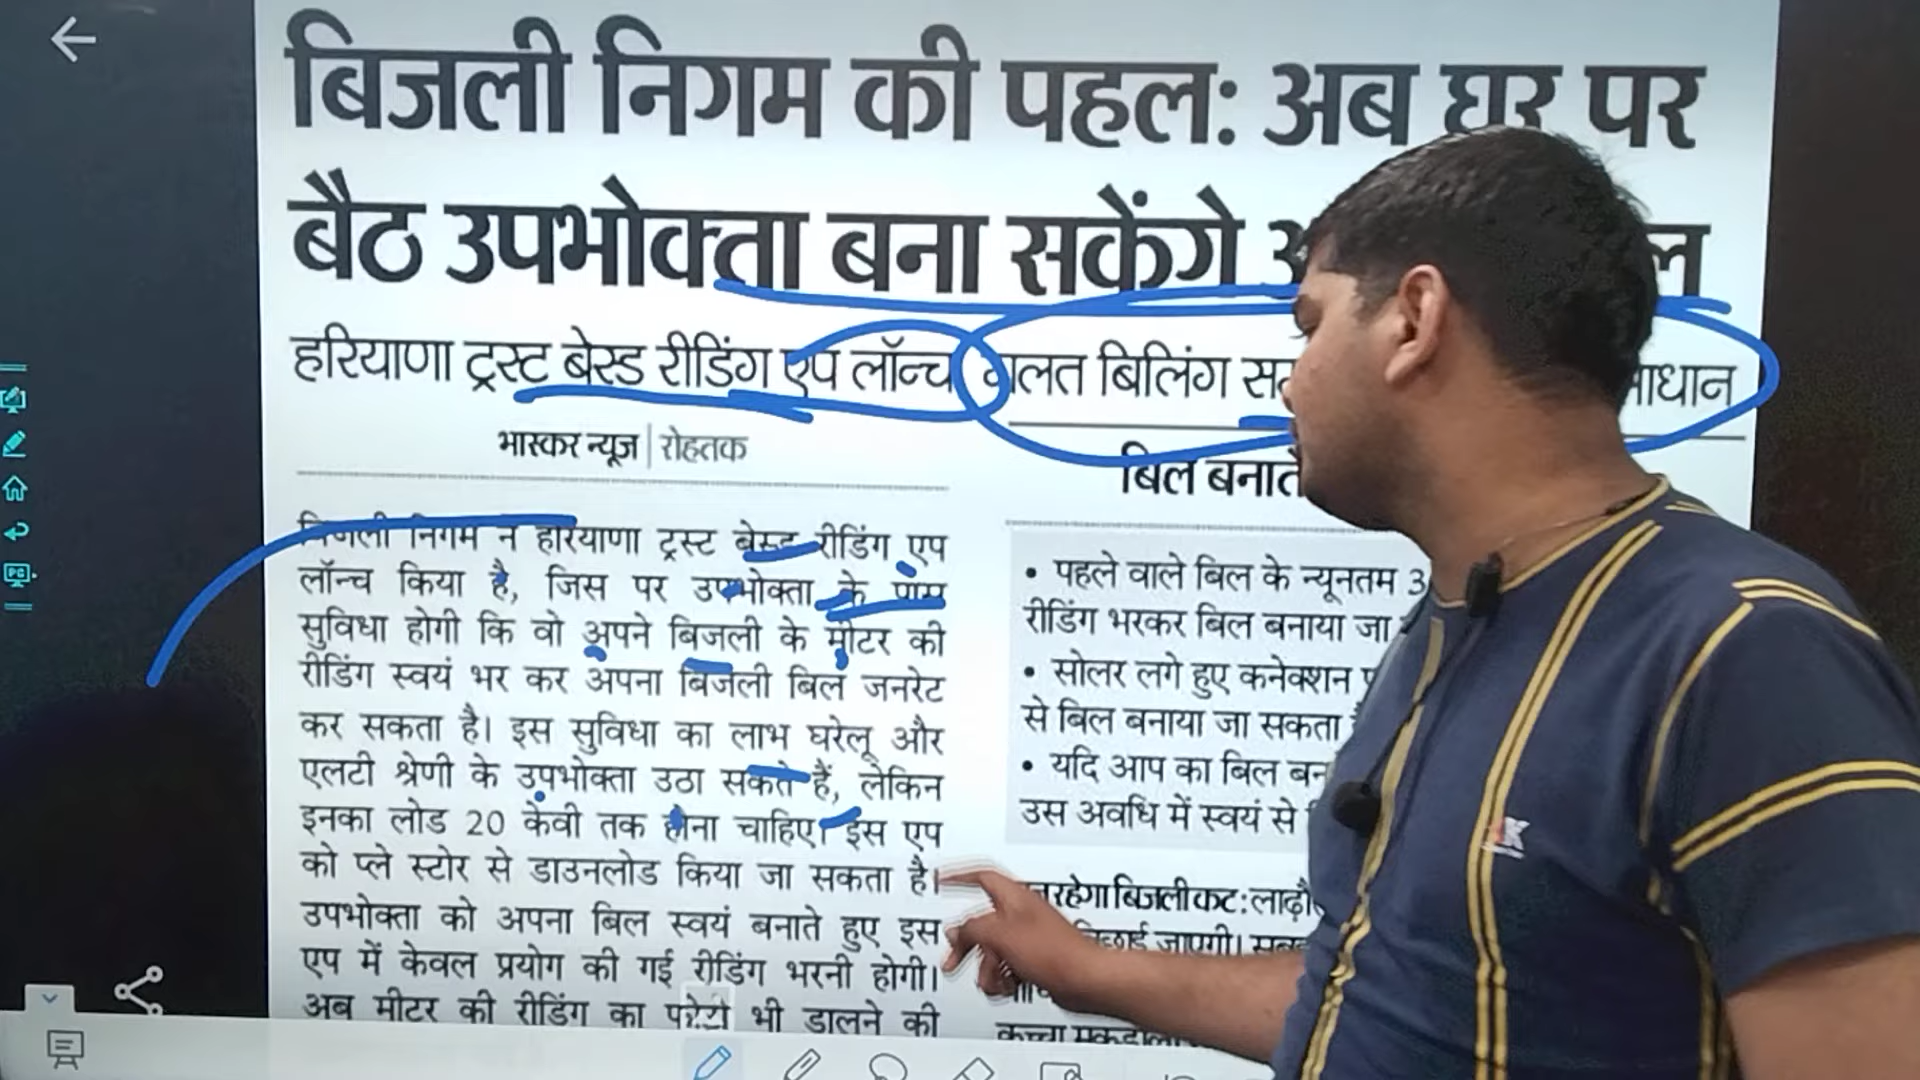 बिजली निगम की पहल: अब घर पर
बैठ उपभोक्ता बना सकेंगे
हरियाणा ट्रस्ट बेस्ड रीडिंग एप लॉन्च
गलत बिलिंग
भास्कर न्यूज | रोहतक
बिजली निगम ने हरियाणा ट्रस्ट बेस्ड रीडिंग एप
लॉन्च किया है, जिस पर उपभोक्ता के पास
सुविधा होगी कि वो अपने बिजली के मीटर की
रीडिंग स्वयं भर कर अपना बिजली बिल जनरेट
कर सकता है। इस सुविधा का लाभ घरेलू और
एलटी श्रेणी के उपभोक्ता उठा सकते हैं, लेकिन
इनका लोड 20 केवी तक होना चाहिए। इस एप
को प्ले स्टोर से डाउनलोड किया जा सकता है।
उपभोक्ता को अपना बिल स्वयं बनाते हुए इस
एप में केवल प्रयोग की गई रीडिंग भरनी होगी।
अब मीटर की रीडिंग का फोटो भी डालने की
बिल बनाते
• पहले वाले बिल के न्यूनतम
रीडिंग भरकर बिल बनाया जा
• सोलर लगे हुए कनेक्शन
से बिल बनाया जा सकता
• यदि आप का बिल
उस अवधि में स्वयं से
बिजली कट:
जाएगी।
PC